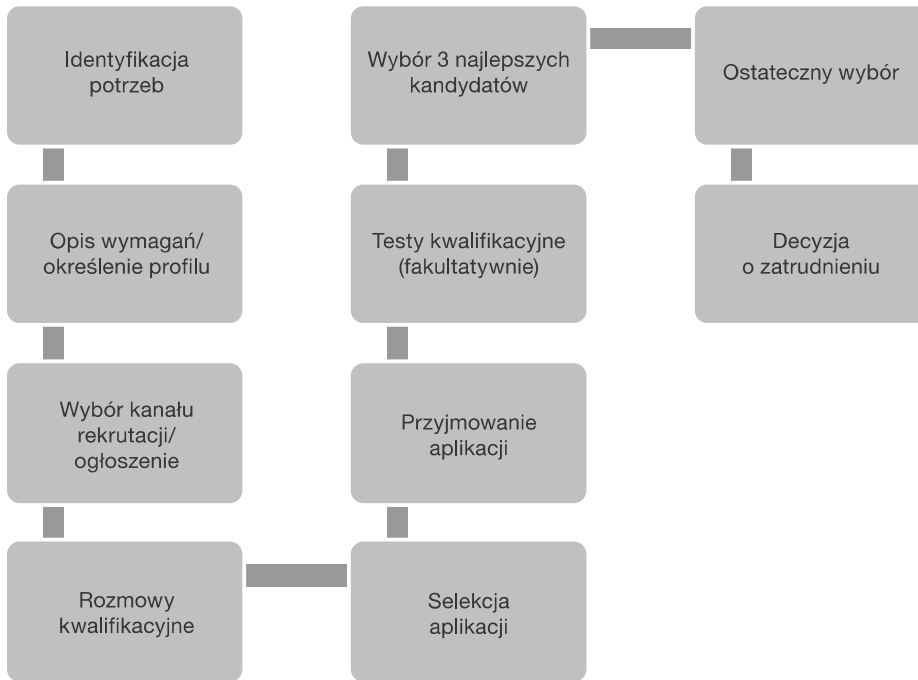 Identyfikacja
potrzeb
Opis wymagań/
określenie profilu
Wybór kanału
rekrutacji/
ogłoszenie
Rozmowy
kwalifikacyjne
Selekcja
aplikacji
Przyjmowanie
aplikacji
Testy kwalifikacyjne
(fakultatywnie)
Wybór 3 najlepszych
kandydatów
Ostateczny wybór
Decyzja
o zatrudnieniu